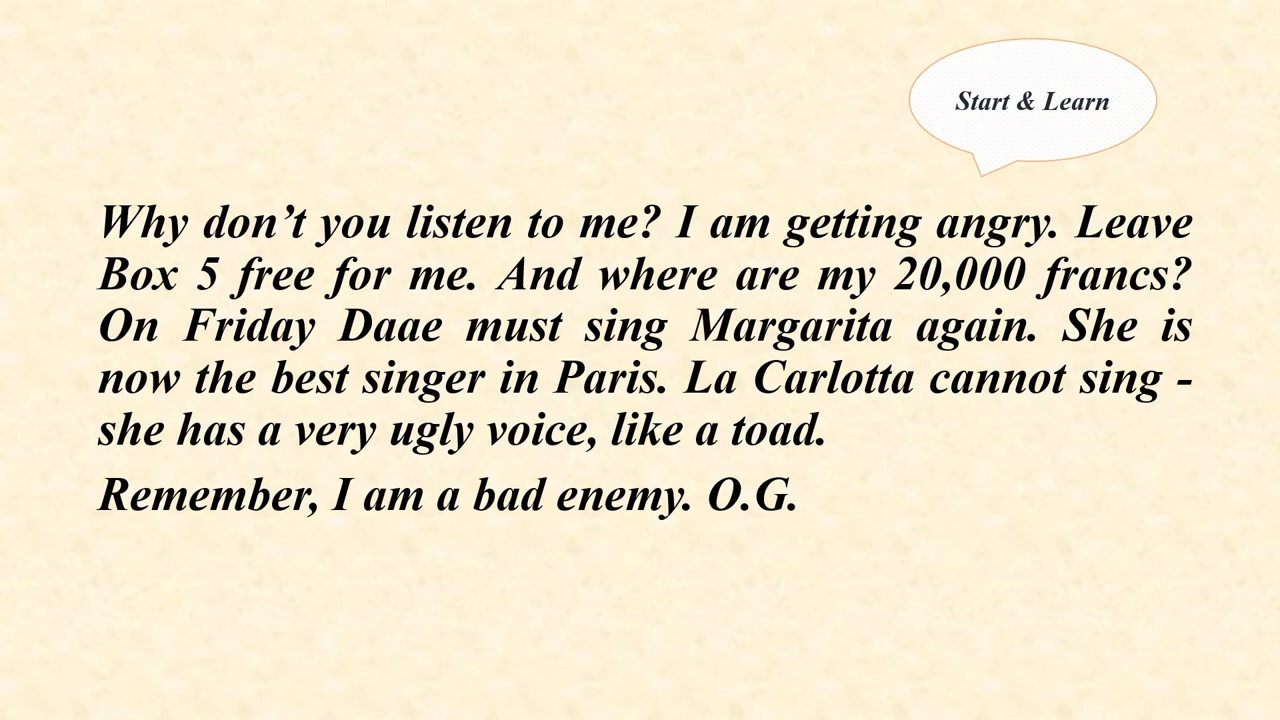 Start & Learn
Why don’t you listen to me? I am getting angry. Leave
Box 5 free for me. And where are my 20,000 francs?
On Friday Daae must sing Margarita again. She is
now the best singer in Paris. La Carlotta cannot sing -
she has a very ugly voice, like a toad.
Remember, I am a bad enemy. O.G.